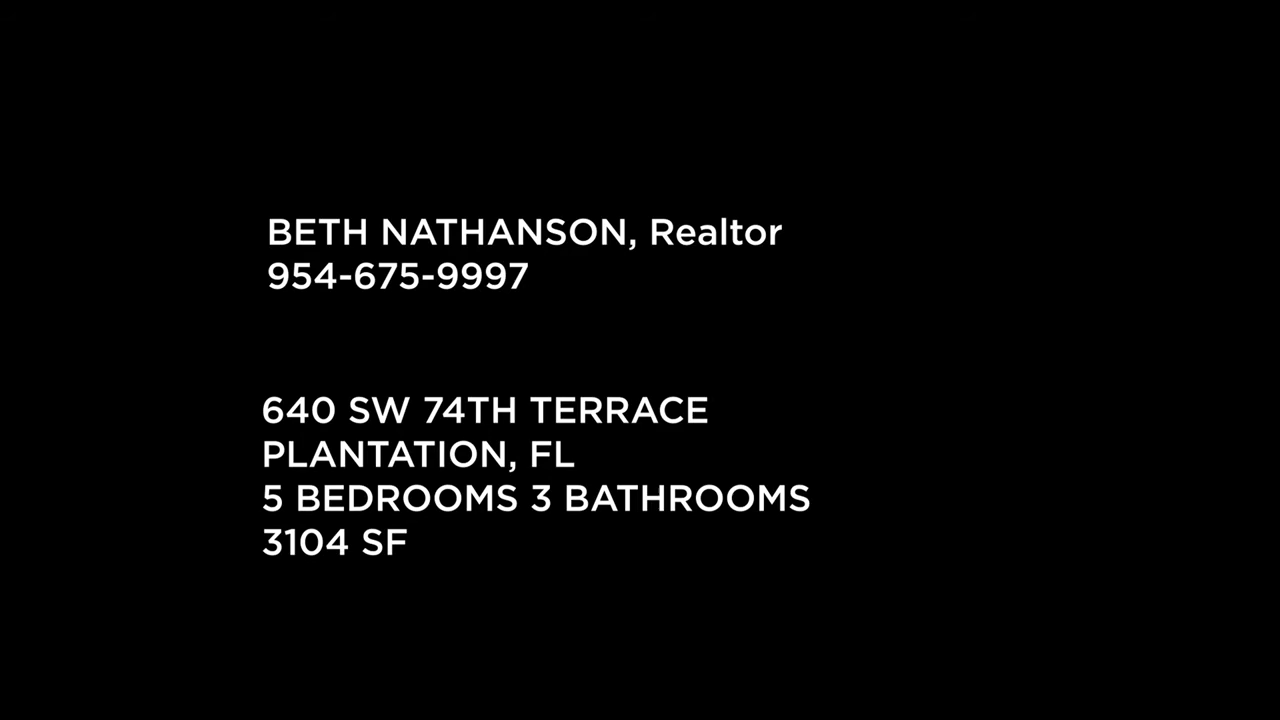 BETH NATHANSON, Realtor
954-675-9997
640 SW 74TH TERRACE
PLANTATION, FL
5 BEDROOMS 3 BATHROOMS
3104 SF